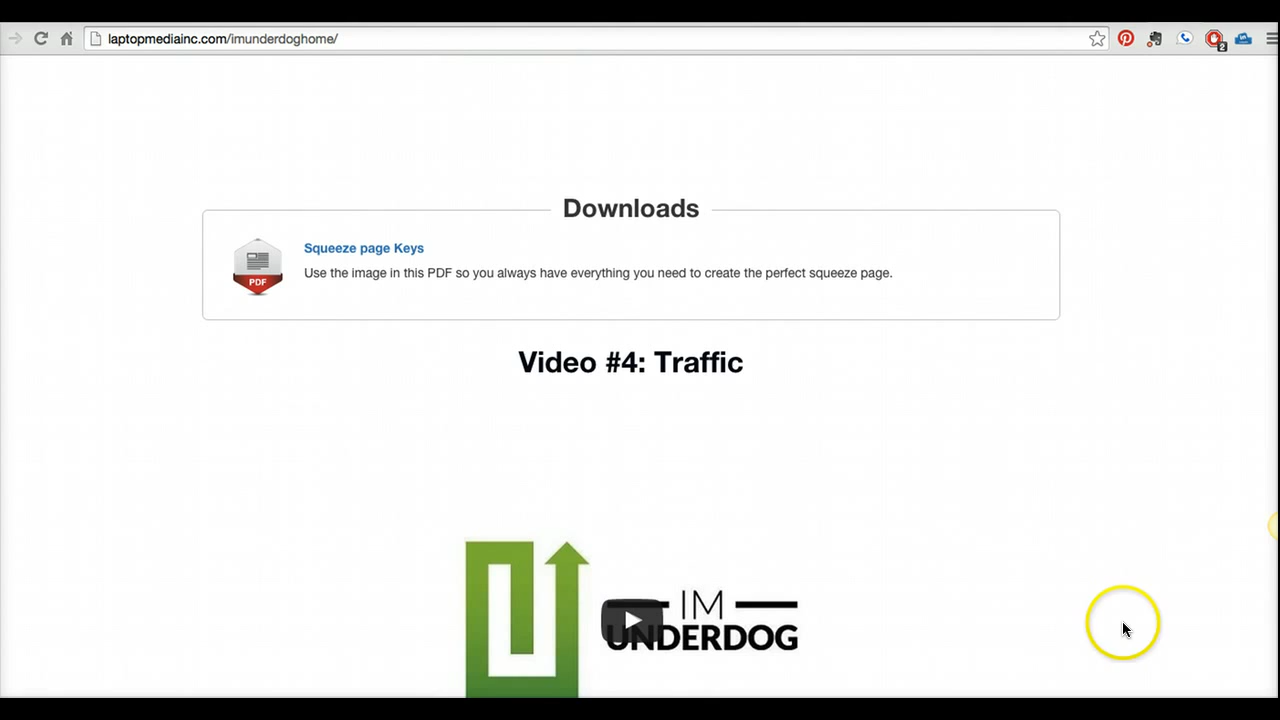 laptopmediainc.com/imunderdoghome/
2
Downloads
Squeeze page Keys
Use the image in this PDF so you always have everything you need to create the perfect squeeze page.
PDF
Video #4: Traffic
IM
UNDERDOG